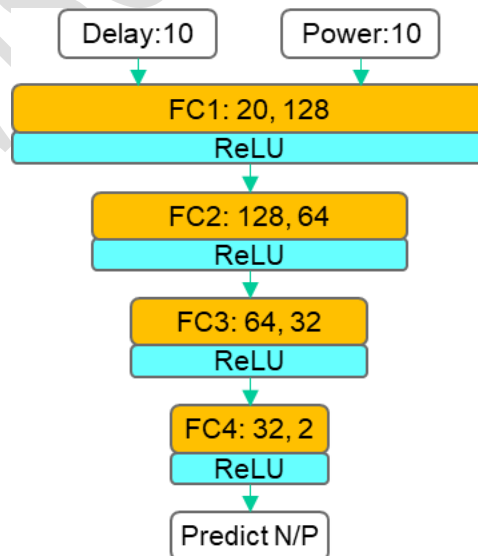 Delay:10
Power:10
FC1: 20, 128
ReLU
FC2: 128, 64
ReLU
FC3: 64, 32
ReLU
FC4: 32, 2
ReLU
Predict N/P